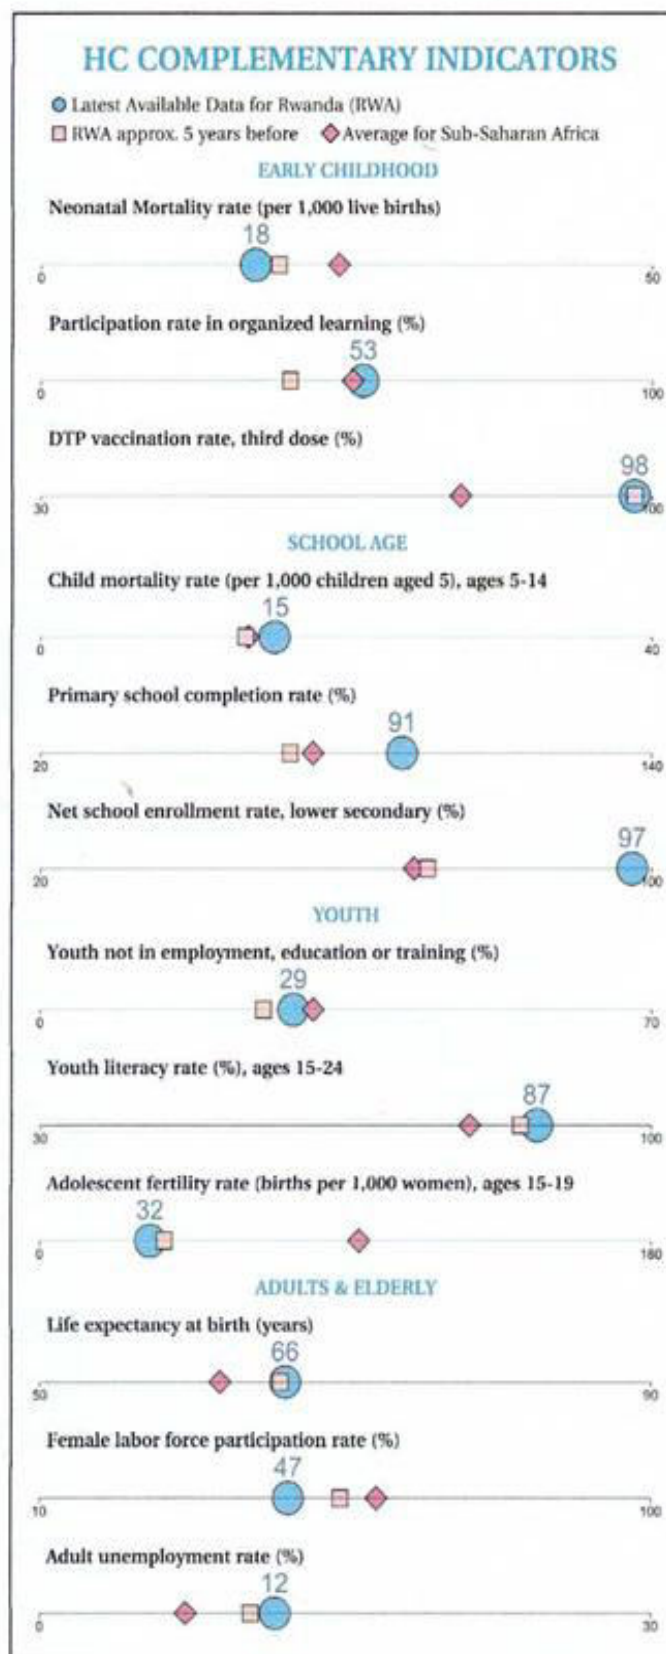 HC COMPLEMENTARY INDICATORS
Latest Available Data for Rwanda (RWA)
RWA approx. 5 years before Average for Sub-Saharan Africa
EARLY CHILDHOOD
Neonatal Mortality rate (per 1,000 live births)
18
0 50
Participation rate in organized learning (%)
53
0 100
DTP vaccination rate, third dose (%)
98
30 100
SCHOOL AGE
Child mortality rate (per 1,000 children aged 5), ages 5-14
15
0 40
Primary school completion rate (%)
91
20 140
Net school enrollment rate, lower secondary (%)
97
20 100
YOUTH
Youth not in employment, education or training (%)
29
0 70
Youth literacy rate (%), ages 15-24
87
30 100
Adolescent fertility rate (births per 1,000 women), ages 15-19
32
0 180
ADULTS & ELDERLY
Life expectancy at birth (years)
66
50 90
Female labor force participation rate (%)
47
10 100
Adult unemployment rate (%)
12
0 30